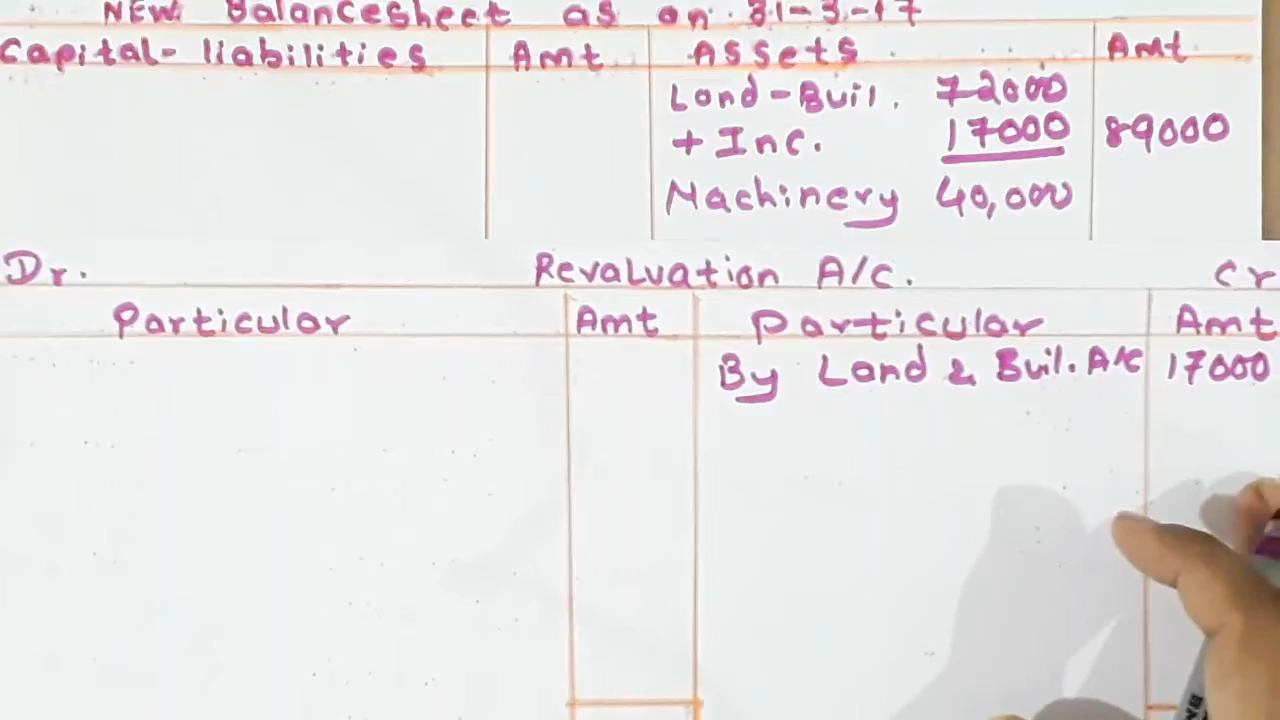 NEW Balancesheet as on 31-3-17
Capital-liabilities Amt Assets Amt
Land-Buil. 72000
+ Inc. 17000 89000
Machinery 40,000
Dr. Revaluation A/c. Cr
Particular Amt Particular Amt
By Land & Buil. A/c 17000